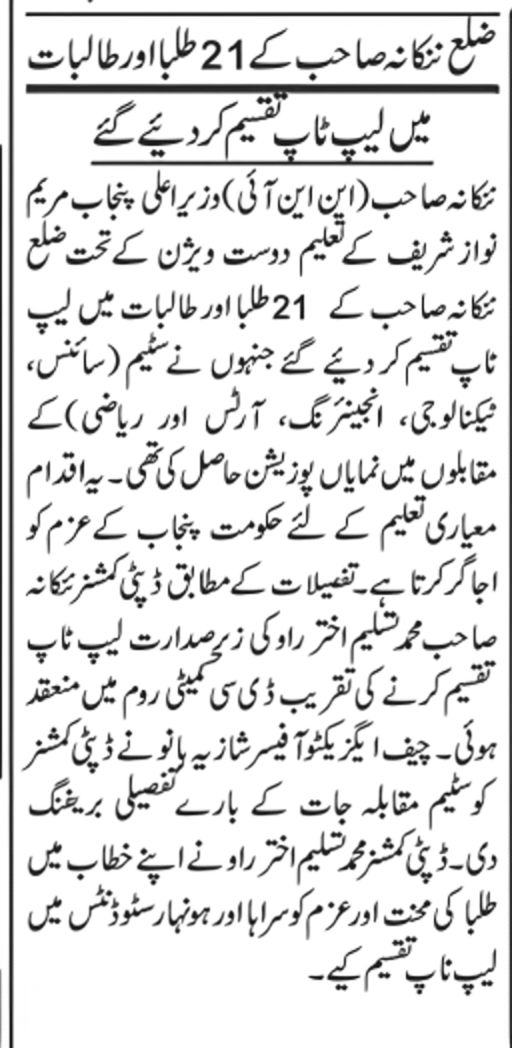 ضلع ننکانہ صاحب کے 21 طلبا اور طالبات
میں لیپ ٹاپ تقسیم کر دیئے گئے
ننکانہ صاحب (این این آئی) وزیراعلی پنجاب مریم
نواز شریف کے تعلیم دوست ویژن کے تحت ضلع
ننکانہ صاحب کے 21 طلبا اور طالبات میں لیپ
ٹاپ تقسیم کر دیئے گئے جنہوں نے سٹیم (سائنس،
ٹیکنالوجی، انجینئرنگ، آرٹس اور ریاضی) کے
مقابلوں میں نمایاں پوزیشن حاصل کی تھی۔ یہ اقدام
معیاری تعلیم کے لئے حکومت پنجاب کے عزم کو
اجاگر کرتا ہے۔ تفصیلات کے مطابق ڈپٹی کمشنر ننکانہ
صاحب محمد تسلیم اختر راو کی زیر صدارت لیپ ٹاپ
تقسیم کرنے کی تقریب ڈی سی کمیٹی روم میں منعقد
ہوئی۔ چیف ایگزیکٹو آفیسر شازیہ بانو نے ڈپٹی کمشنر
کو سٹیم مقابلہ جات کے بارے تفصیلی بریفنگ
دی۔ ڈپٹی کمشنر محمد تسلیم اختر راو نے اپنے خطاب میں
طلبا کی محنت اور عزم کو سراہا اور ہونہار سٹوڈنٹس میں
لیپ ٹاپ تقسیم کیے۔